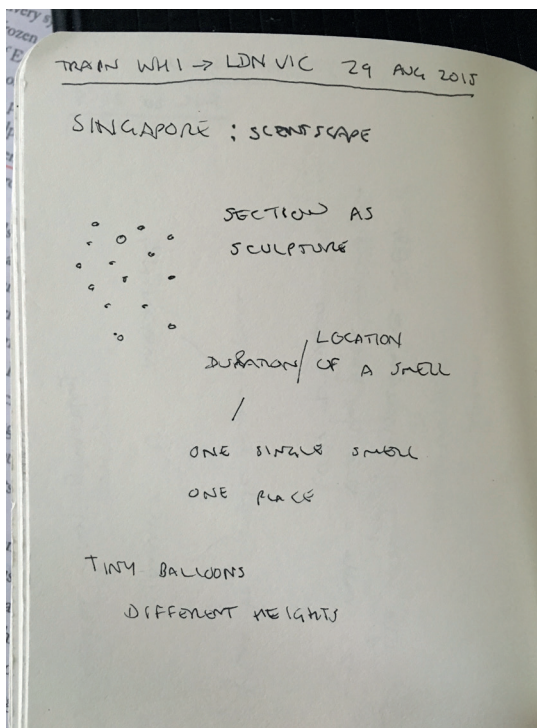 TRAIN WHI → LDN VIC 29 AUG 2015
SINGAPORE : SCENTSCAPE
SECTION AS
SCULPTURE
LOCATION
DURATION / OF A SMELL
/
ONE SINGLE SMELL
ONE PLACE
TINY BALLOONS
DIFFERENT HEIGHTS